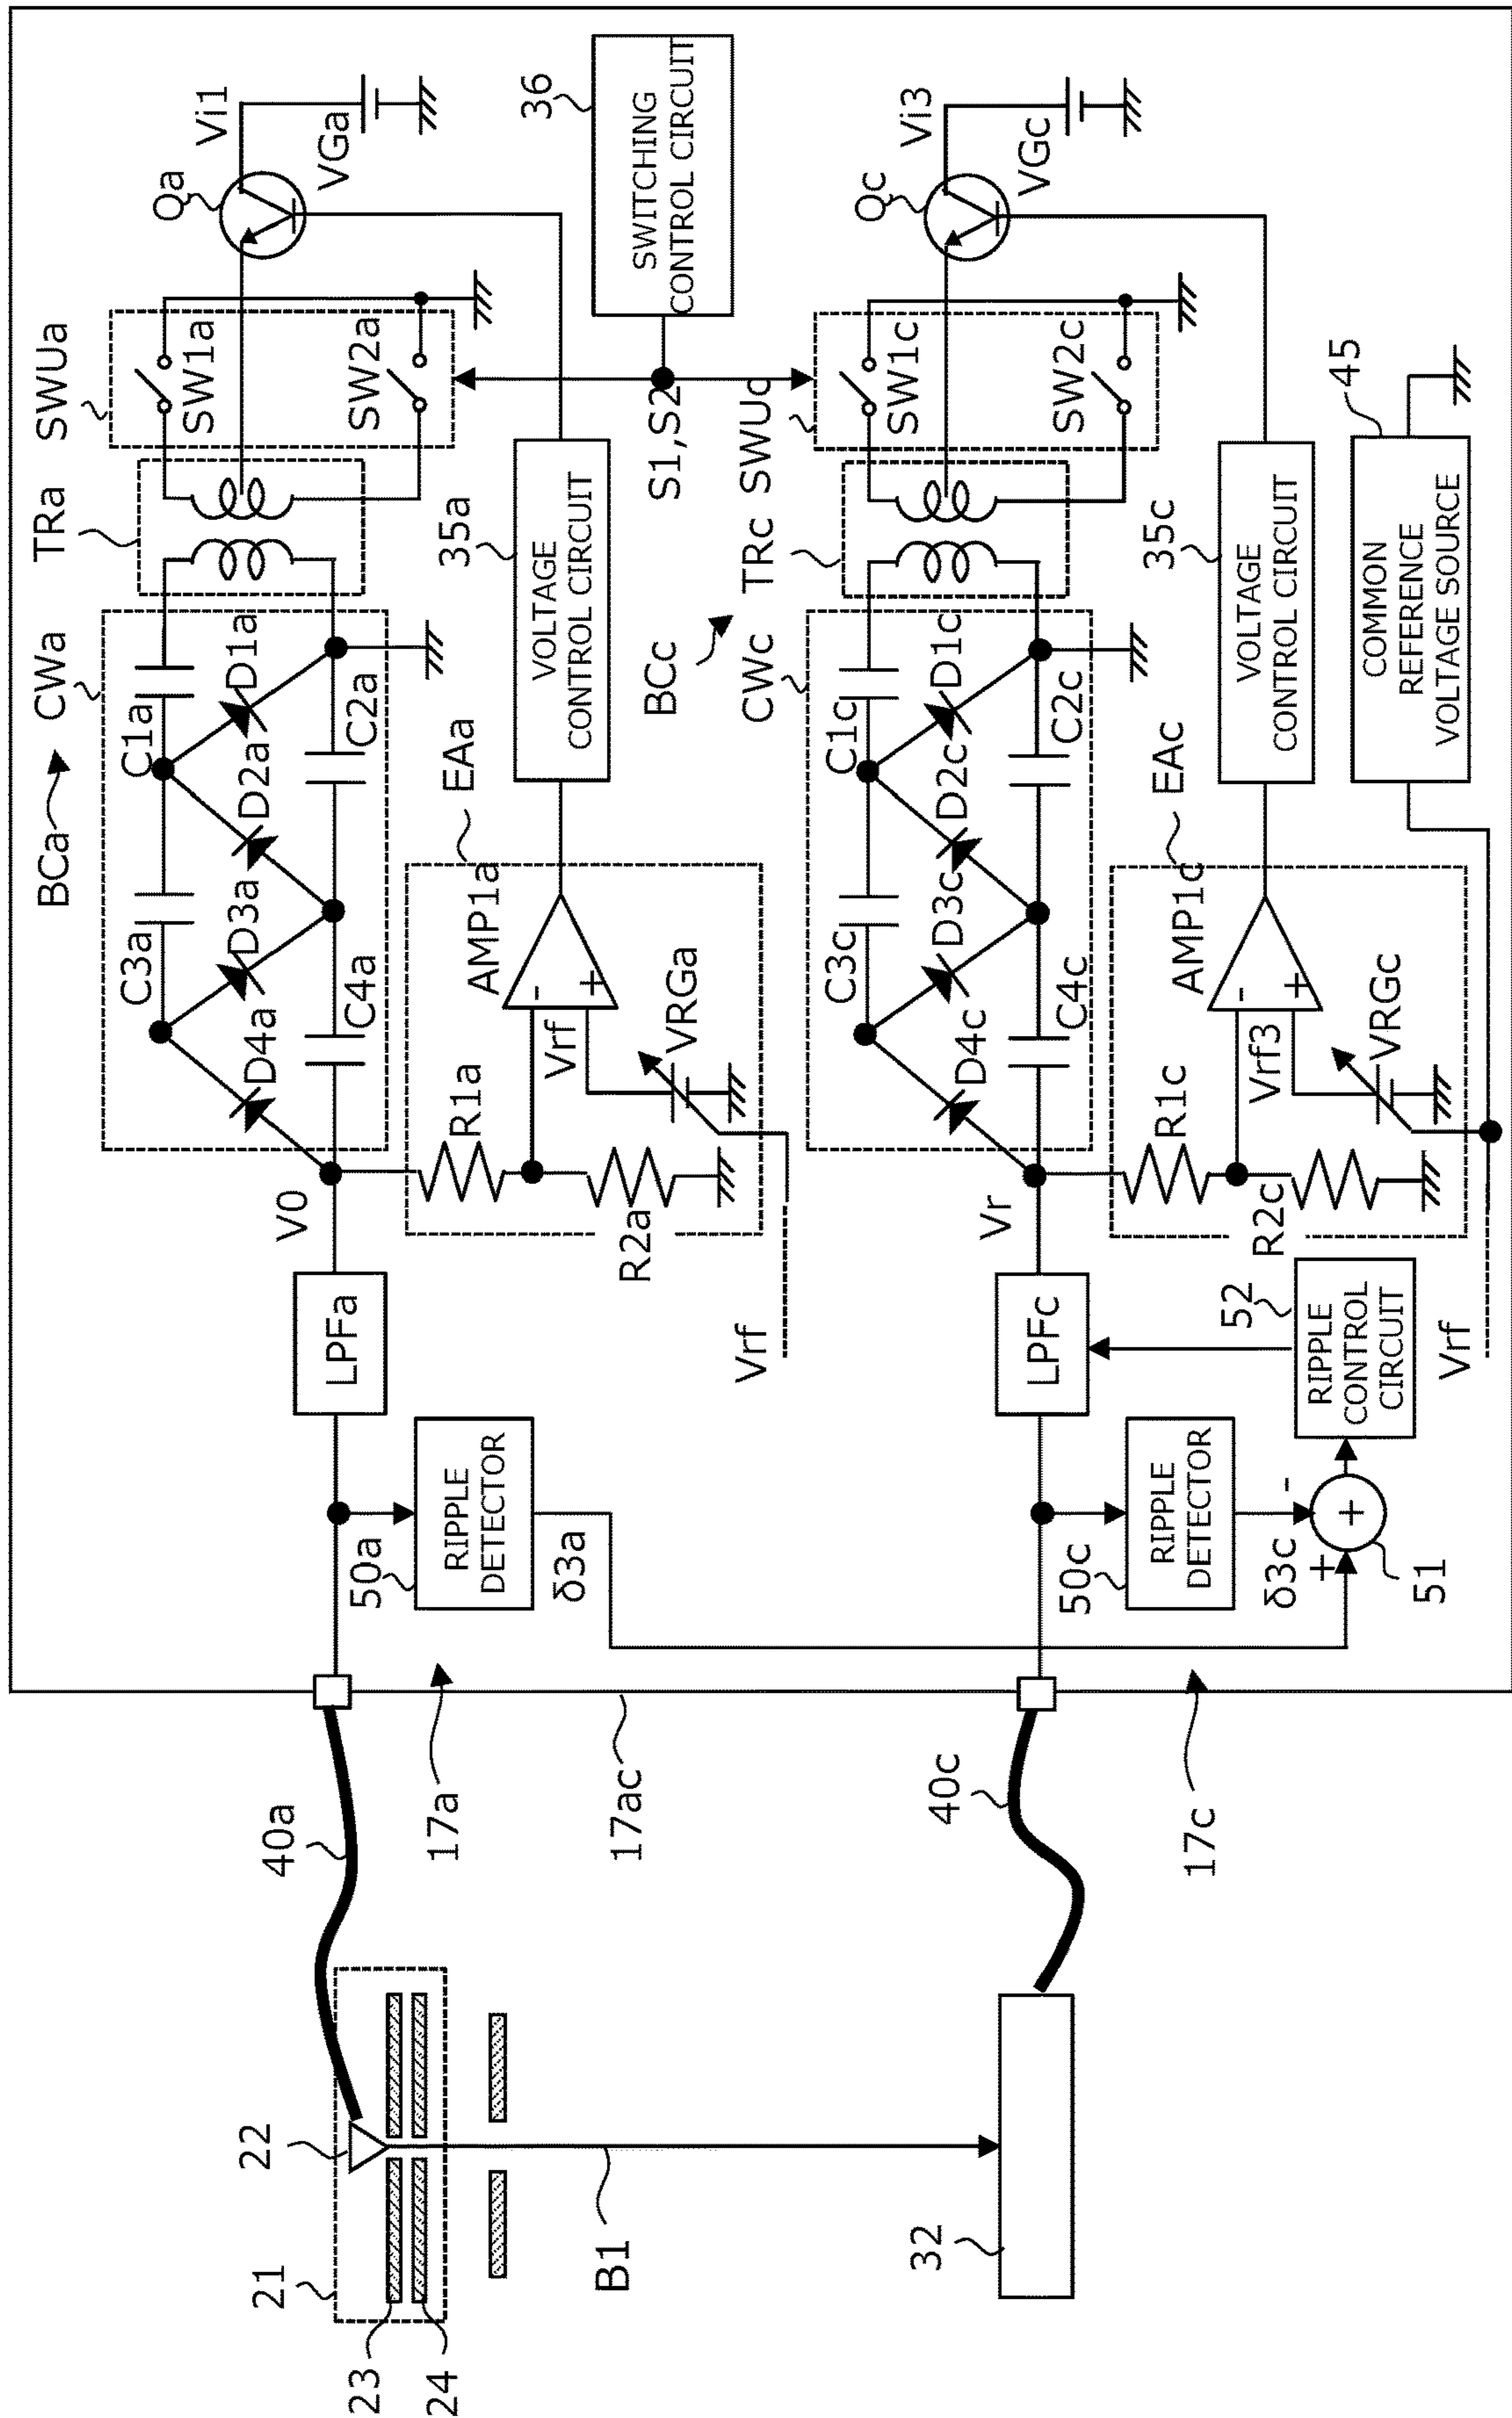 21
22
23
24
B1
32
40a
40c
17a
17ac
17c
50a
RIPPLE
DETECTOR
δ3a
50c
RIPPLE
DETECTOR
δ3c
+
-
+
51
52
RIPPLE
CONTROL
CIRCUIT
LPFa
V0
LPFc
Vr
Vrf
Vrf
BCa
CWa
C1a
C3a
D1a
D2a
D3a
D4a
C2a
C4a
EAa
AMP1a
-
+
Vrf
VRGa
R1a
R2a
TRa
SWUa
SW1a
SW2a
35a
VOLTAGE
CONTROL CIRCUIT
Qa
Vi1
VGa
36
SWITCHING
CONTROL CIRCUIT
S1,S2
BCc
CWc
C1c
C3c
D1c
D2c
D3c
D4c
C2c
C4c
EAc
AMP1c
-
+
Vrf3
VRGc
R1c
R2c
TRc
SWUc
SW1c
SW2c
35c
VOLTAGE
CONTROL CIRCUIT
Qc
Vi3
VGc
45
COMMON
REFERENCE
VOLTAGE SOURCE